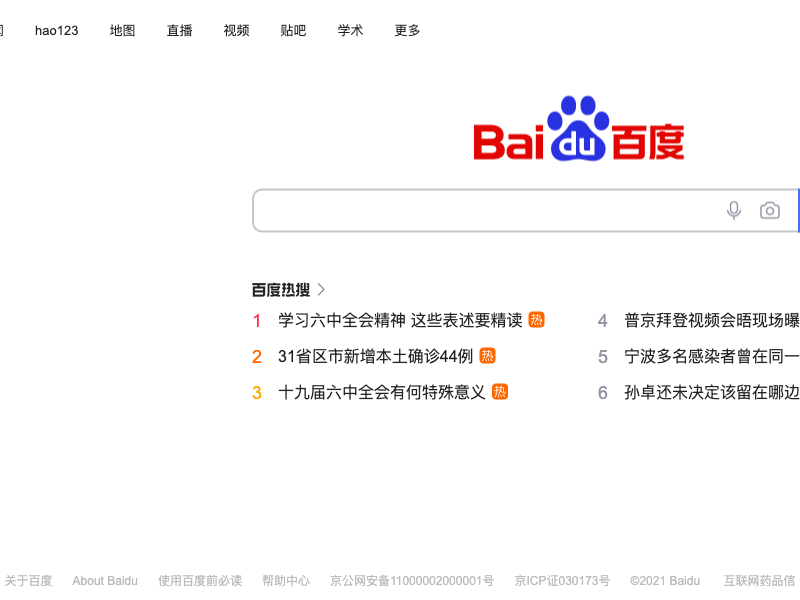 hao123 地图 直播 视频 贴吧 学术 更多
Bai du 百度
百度热搜
1 学习六中全会精神 这些表述要精读 热
4 普京拜登视频会晤现场曝
2 31省区市新增本土确诊44例 热
5 宁波多名感染者曾在同一
3 十九届六中全会有何特殊意义 热
6 孙卓还未决定该留在哪边
关于百度 About Baidu 使用百度前必读 帮助中心 京公网安备11000002000001号 京ICP证030173号 ©2021 Baidu 互联网药品信